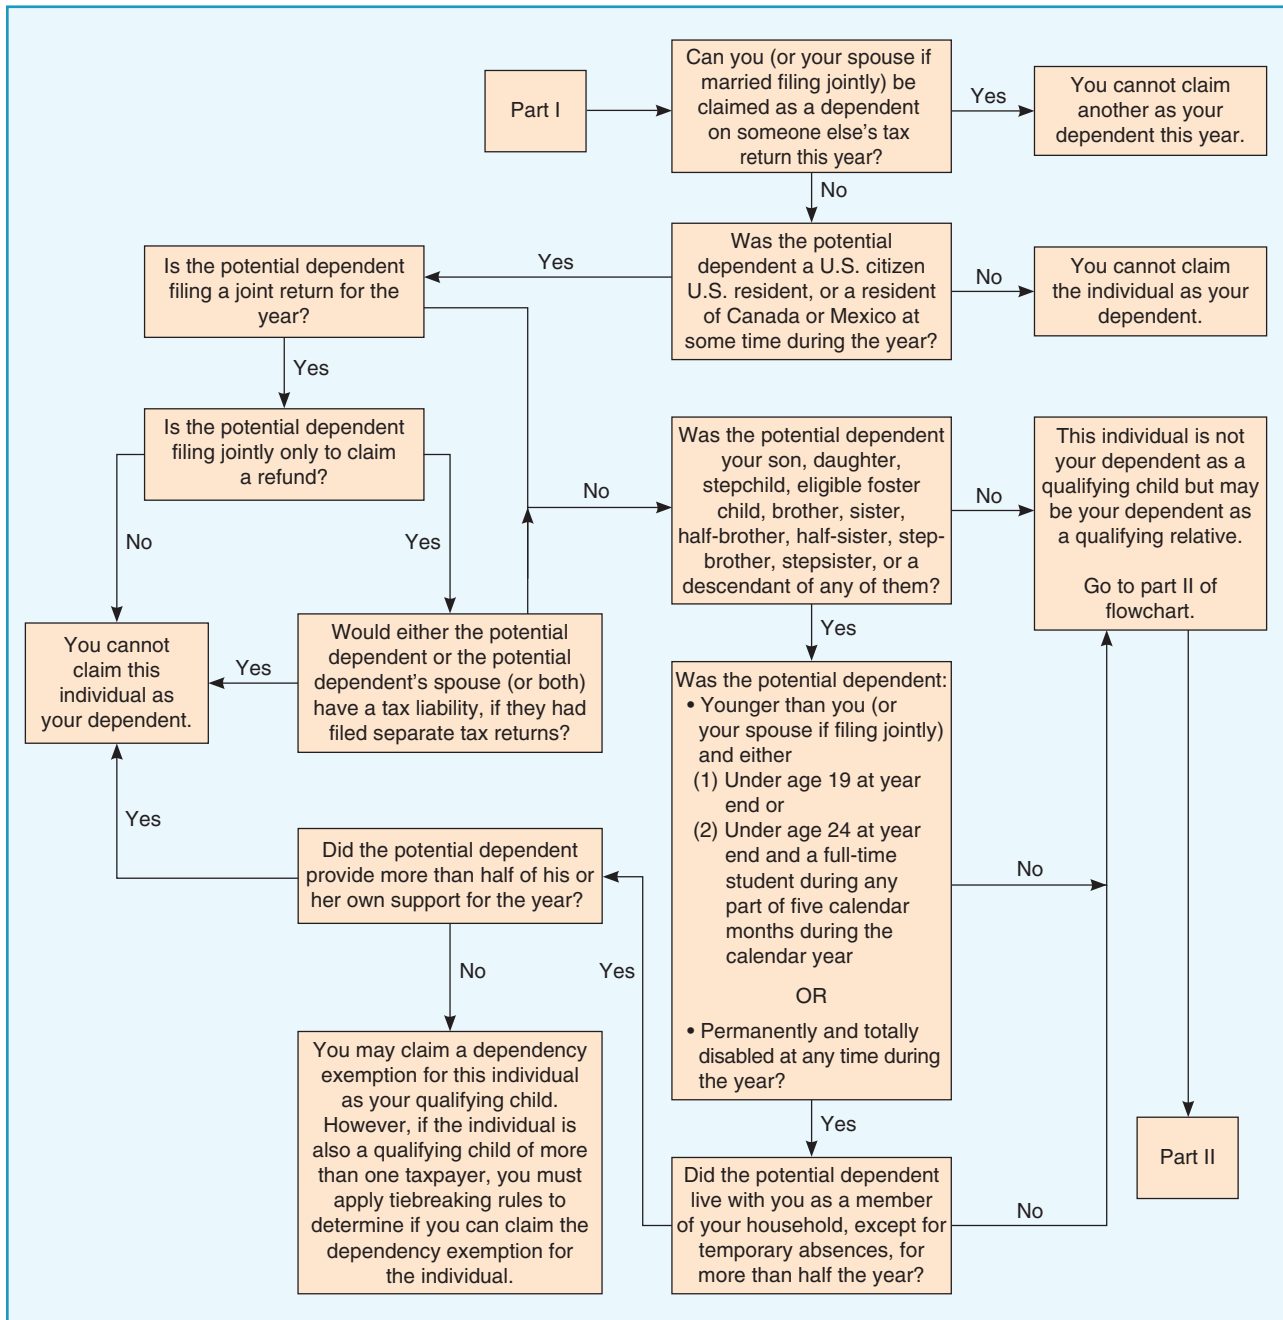 Part I
Can you (or your spouse if
married filing jointly) be
claimed as a dependent
on someone else's tax
return this year?
Yes
You cannot claim
another as your
dependent this year.
No
Was the potential
dependent a U.S. citizen
U.S. resident, or a resident
of Canada or Mexico at
some time during the year?
No
You cannot claim
the individual as your
dependent.
Yes
Is the potential dependent
filing a joint return for the
year?
Yes
Is the potential dependent
filing jointly only to claim
a refund?
No
Yes
You cannot
claim this
individual as
your dependent.
Yes
Would either the potential
dependent or the potential
dependent's spouse (or both)
have a tax liability, if they had
filed separate tax returns?
No
Was the potential dependent
your son, daughter,
stepchild, eligible foster
child, brother, sister,
half-brother, half-sister, step-
brother, stepsister, or a
descendant of any of them?
No
This individual is not
your dependent as a
qualifying child but may
be your dependent as
a qualifying relative.
Go to part II of
flowchart.
Yes
Was the potential dependent:
• Younger than you (or
your spouse if filing jointly)
and either
(1) Under age 19 at year
end or
(2) Under age 24 at year
end and a full-time
student during any
part of five calendar
months during the
calendar year
OR
• Permanently and totally
disabled at any time during
the year?
No
Yes
Did the potential dependent
live with you as a member
of your household, except for
temporary absences, for
more than half the year?
No
Part II
Yes
Did the potential dependent
provide more than half of his or
her own support for the year?
Yes
No
You may claim a dependency
exemption for this individual
as your qualifying child.
However, if the individual is
also a qualifying child of more
than one taxpayer, you must
apply tiebreaking rules to
determine if you can claim the
dependency exemption for
the individual.